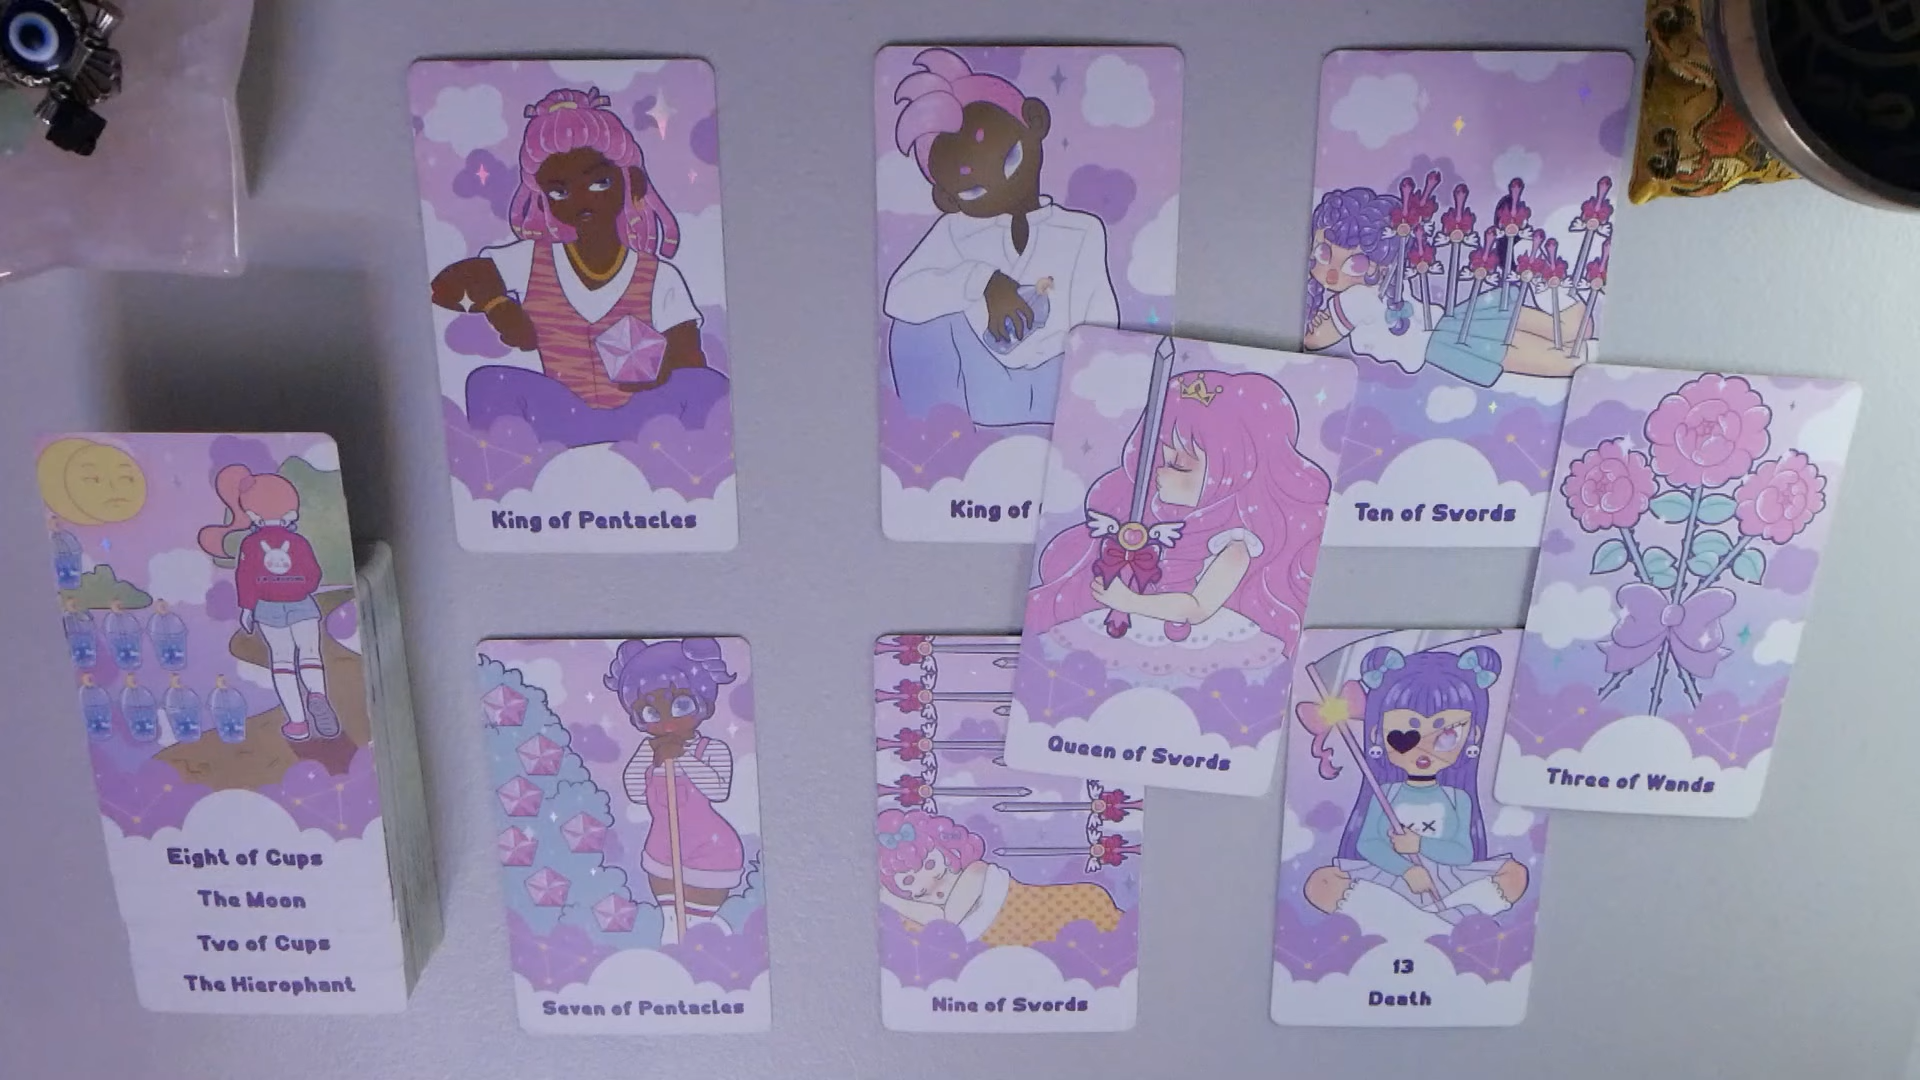 King of Pentacles
King of
Ten of Swords
Queen of Swords
Three of Wands
Eight of Cups
The Moon
Two of Cups
The Hierophant
Seven of Pentacles
Nine of Swords
13
Death